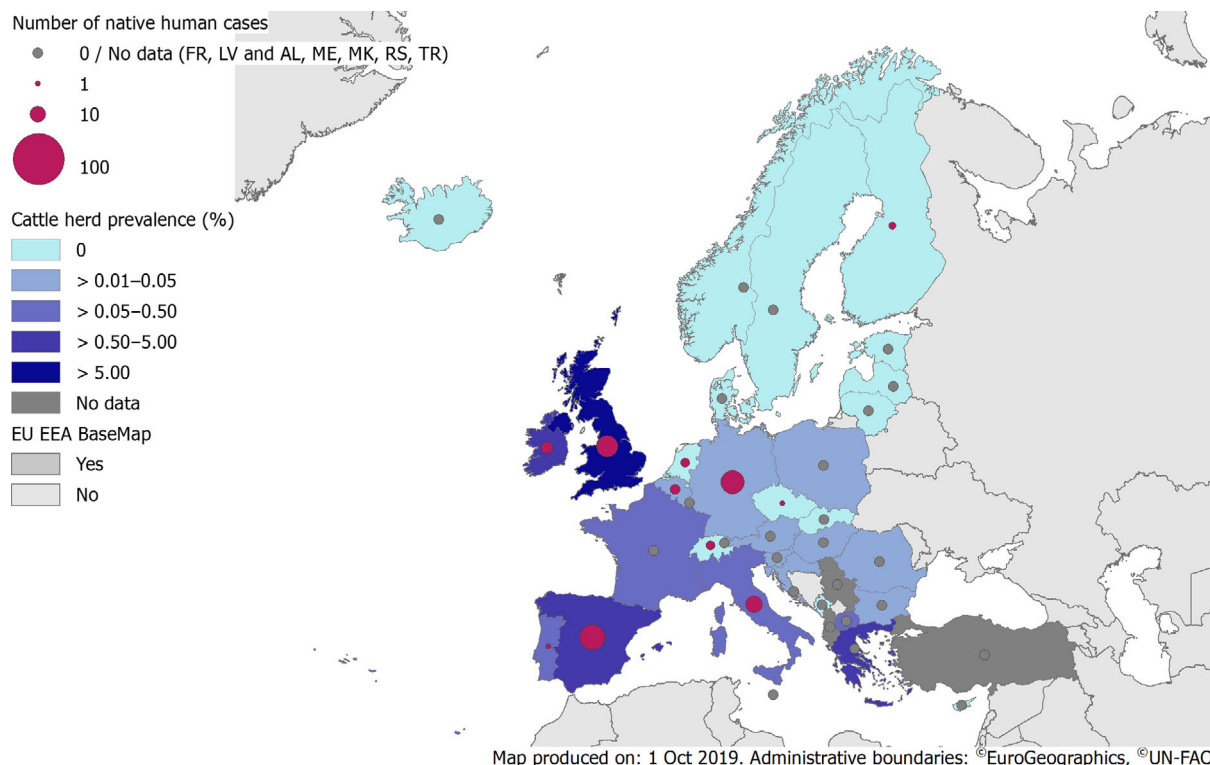 Number of native human cases
0 / No data (FR, LV and AL, ME, MK, RS, TR)
1
10
100
Cattle herd prevalence (%)
0
> 0.01–0.05
> 0.05–0.50
> 0.50–5.00
> 5.00
No data
EU EEA BaseMap
Yes
No
Map produced on: 1 Oct 2019. Administrative boundaries: ©EuroGeographics, ©UN-FAO